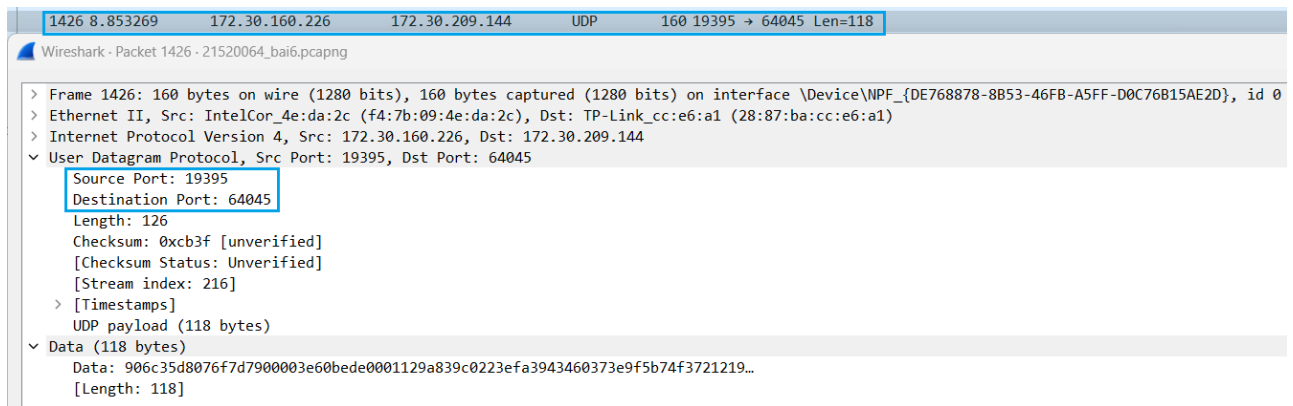 1426 8.853269 172.30.160.226 172.30.209.144 UDP 160 19395 → 64045 Len=118
Wireshark · Packet 1426 · 21520064_bai6.pcapng
Frame 1426: 160 bytes on wire (1280 bits), 160 bytes captured (1280 bits) on interface \Device\NPF_{DE768878-8B53-46FB-A5FF-D0C76B15AE2D}, id 0
Ethernet II, Src: IntelCor_4e:da:2c (f4:7b:09:4e:da:2c), Dst: TP-Link_cc:e6:a1 (28:87:ba:cc:e6:a1)
Internet Protocol Version 4, Src: 172.30.160.226, Dst: 172.30.209.144
User Datagram Protocol, Src Port: 19395, Dst Port: 64045
Source Port: 19395
Destination Port: 64045
Length: 126
Checksum: 0xcb3f [unverified]
[Checksum Status: Unverified]
[Stream index: 216]
[Timestamps]
UDP payload (118 bytes)
Data (118 bytes)
Data: 906c35d8076f7d7900003e60bede0001129a839c0223efa3943460373e9f5b74f3721219…
[Length: 118]